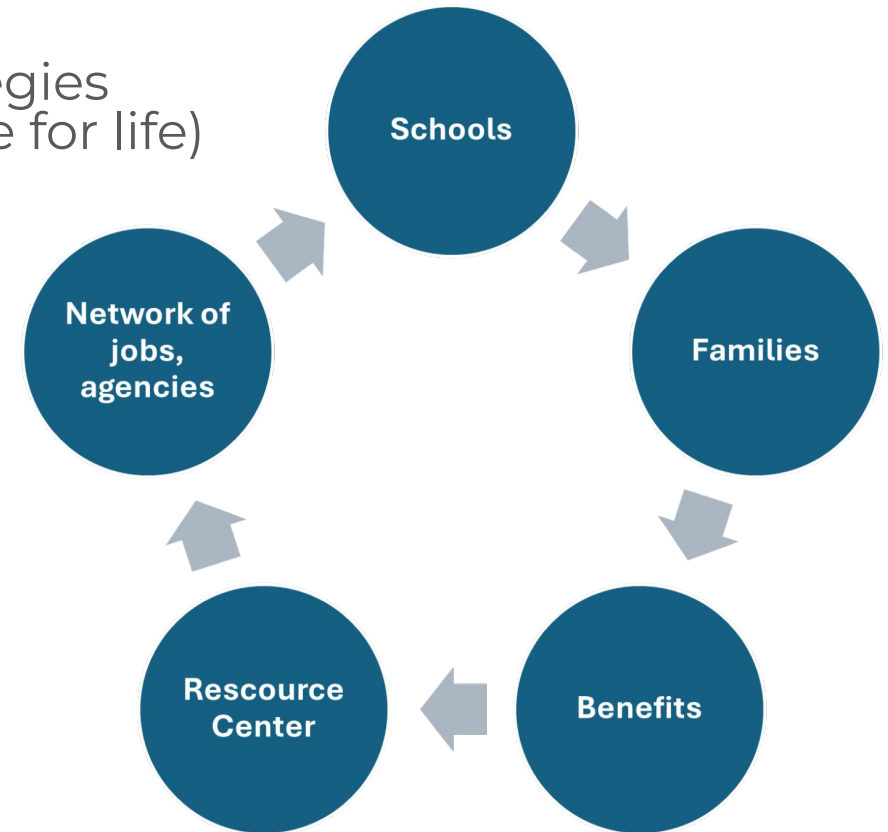 egies
e for life)
Schools
Families
Benefits
Rescource
Center
Network of
jobs,
agencies